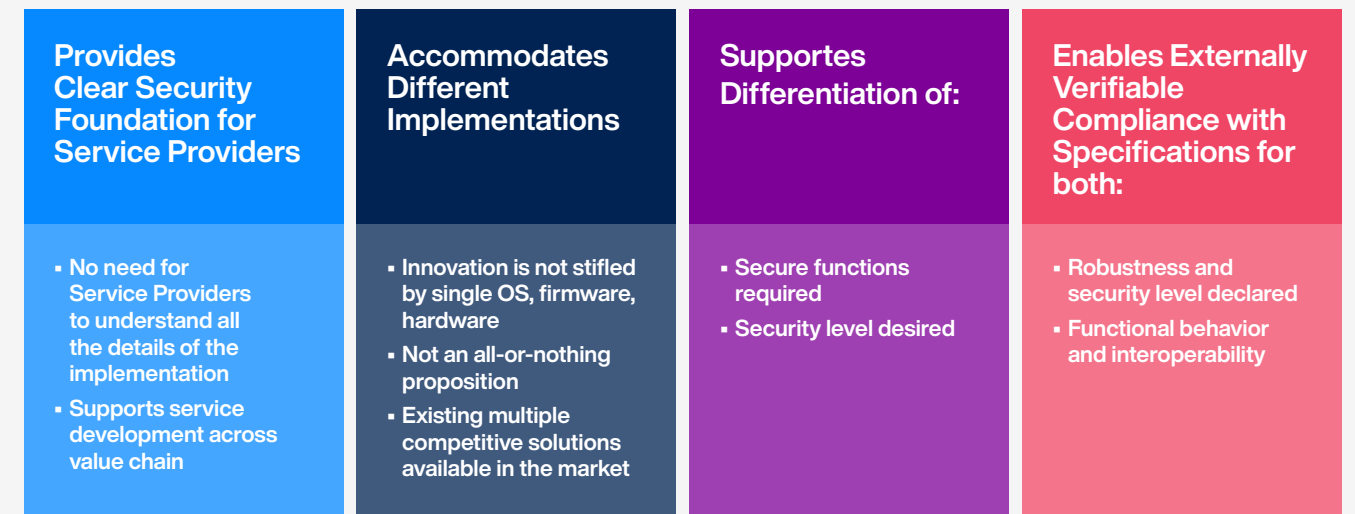 Provides
Clear Security
Foundation for
Service Providers
▪ No need for
Service Providers
to understand all
the details of the
implementation
▪ Supports service
development across
value chain
Accommodates
Different
Implementations
▪ Innovation is not stifled
by single OS, firmware,
hardware
▪ Not an all-or-nothing
proposition
▪ Existing multiple
competitive solutions
available in the market
Supportes
Differentiation of:
▪ Secure functions
required
▪ Security level desired
Enables Externally
Verifiable
Compliance with
Specifications for
both:
▪ Robustness and
security level declared
▪ Functional behavior
and interoperability